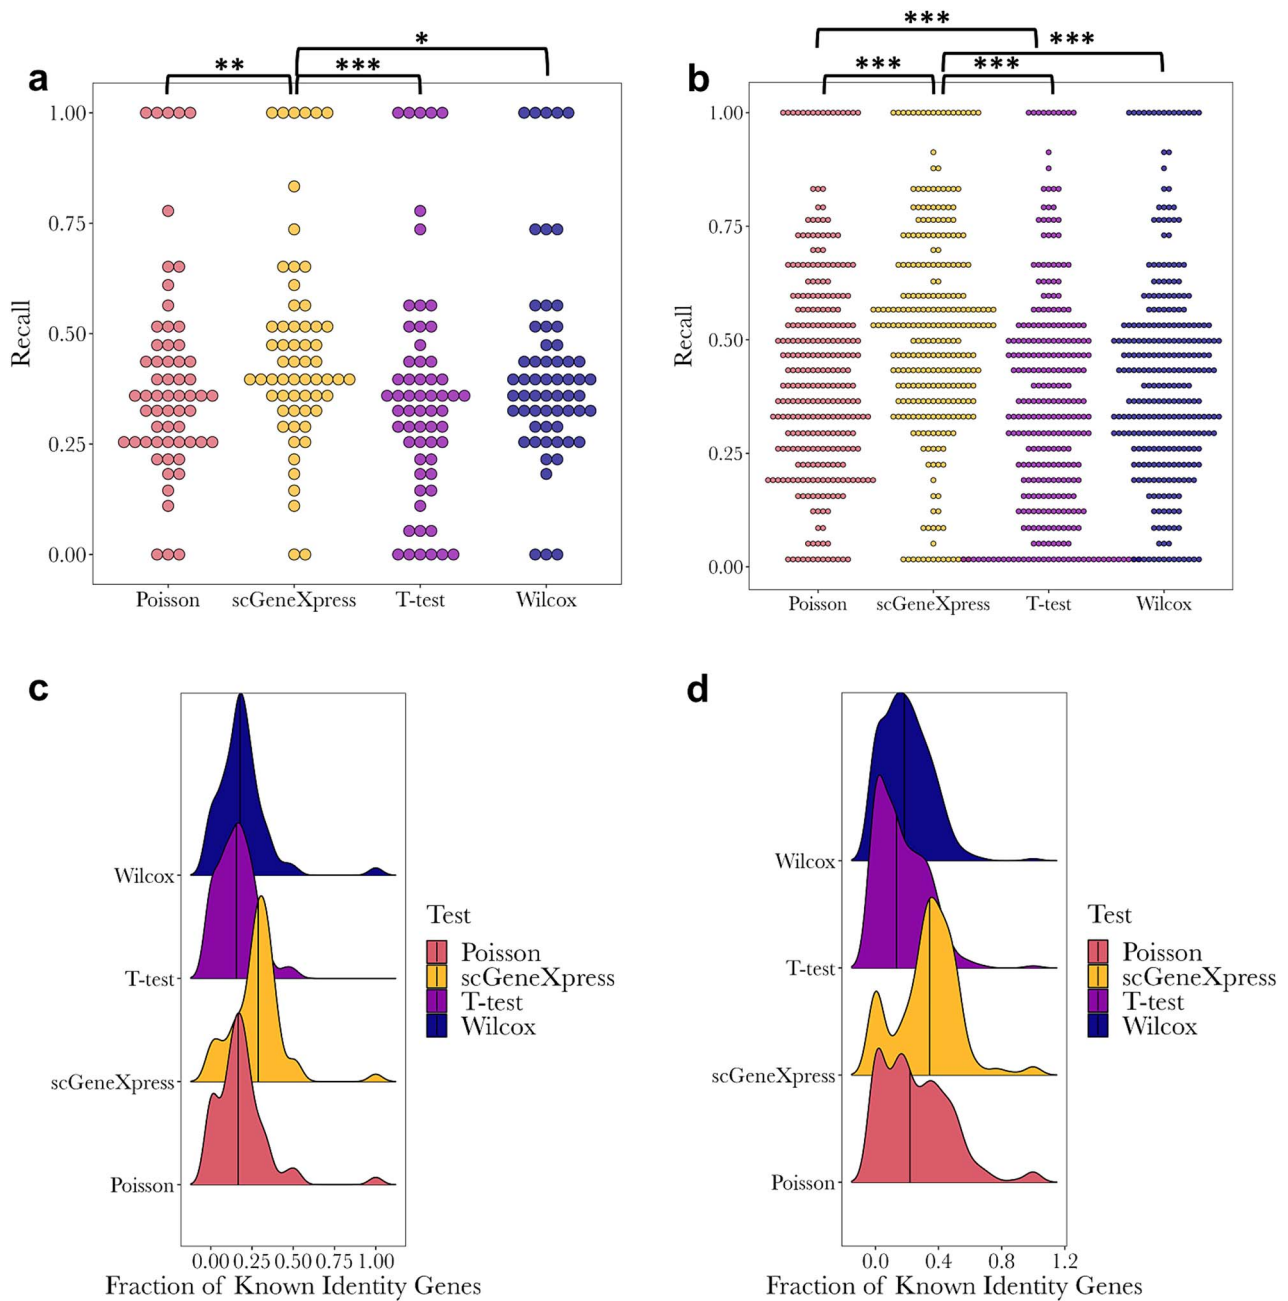 a
*
**
***
1.00
0.75
0.50
0.25
0.00
Recall
Poisson scGeneXpress T-test Wilcox
b
***
***
***
***
1.00
0.75
0.50
0.25
0.00
Recall
Poisson scGeneXpress T-test Wilcox
c
Wilcox
T-test
scGeneXpress
Poisson
0.00 0.25 0.50 0.75 1.00
Fraction of Known Identity Genes
Test
Poisson
scGeneXpress
T-test
Wilcox
d
Wilcox
T-test
scGeneXpress
Poisson
0.0 0.4 0.8 1.2
Fraction of Known Identity Genes
Test
Poisson
scGeneXpress
T-test
Wilcox